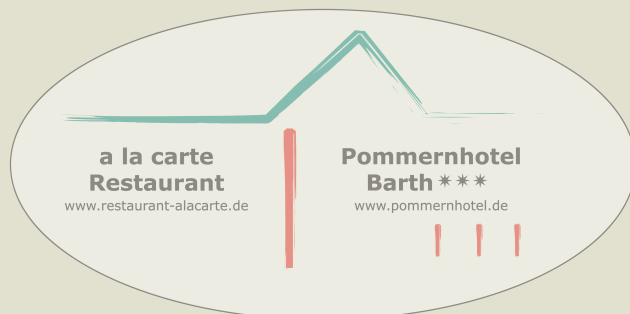 a la carte
Restaurant
www.restaurant-alacarte.de
Pommernhotel
Barth ✷✷✷
www.pommernhotel.de